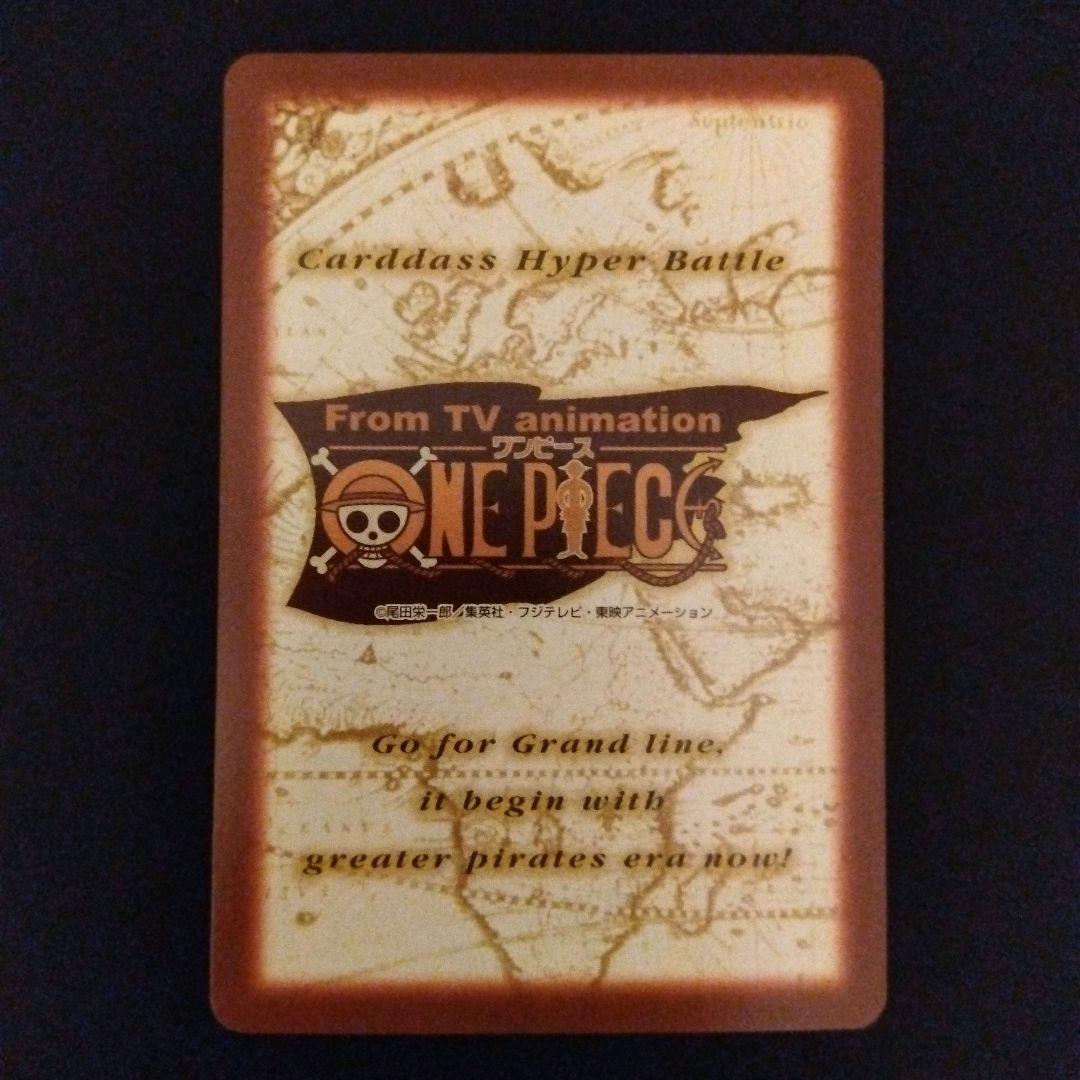 Septentrio
Carddass Hyper Battle
From TV animation
ワンピース
ONE PIECE
©尾田栄一郎／集英社・フジテレビ・東映アニメーション
Go for Grand line,
it begin with
greater pirates era now!